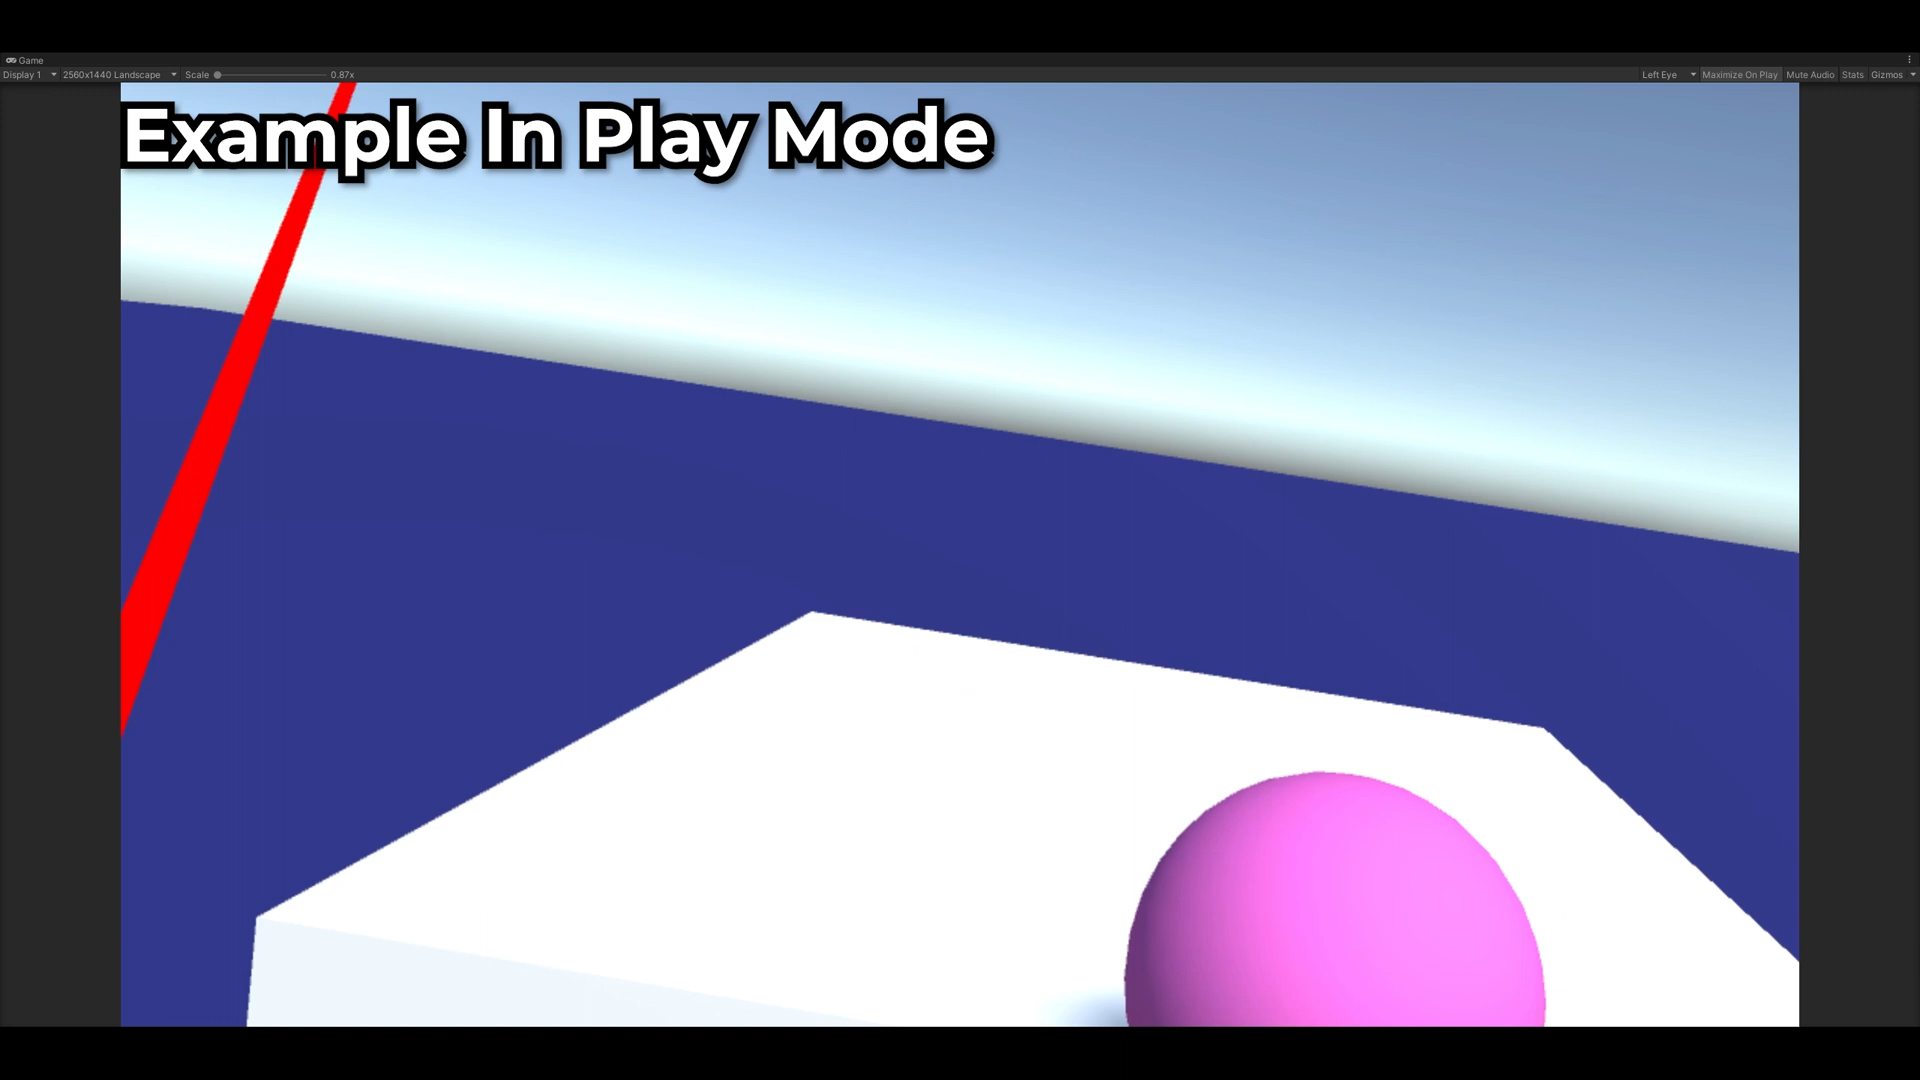 Game
Display 1 2560x1440 Landscape Scale 0.87x Left Eye Maximize On Play Mute Audio Stats Gizmos
Example In Play Mode